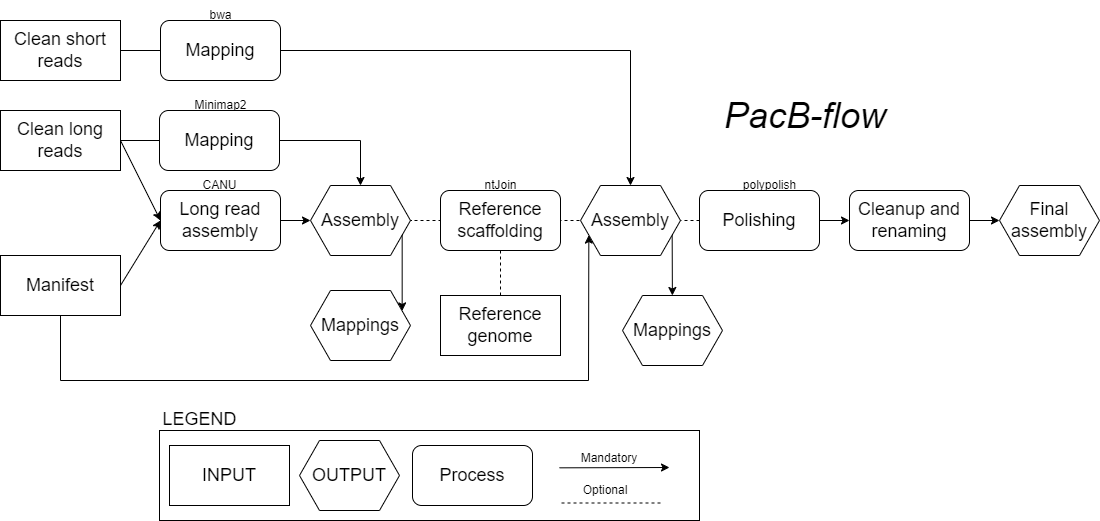 bwa
Clean short
reads
Mapping
Minimap2
Clean long
reads
Mapping
PacB-flow
CANU
Long read
assembly
Assembly
ntJoin
Reference
scaffolding
Assembly
polypolish
Polishing
Cleanup and
renaming
Final
assembly
Manifest
Mappings
Reference
genome
Mappings
LEGEND
INPUT
OUTPUT
Process
Mandatory
Optional